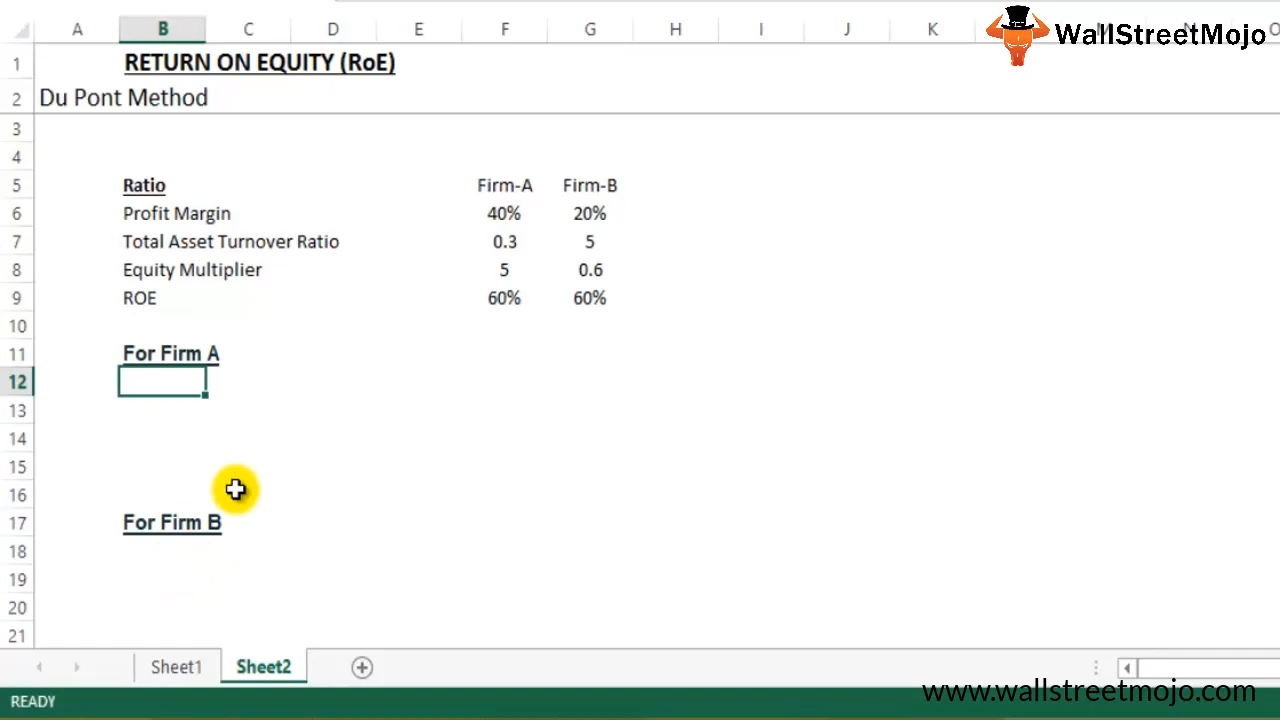 A B C D E F G H I J K
WallStreetMojo
1 RETURN ON EQUITY (RoE)
2 Du Pont Method
3
4
5 Ratio Firm-A Firm-B
6 Profit Margin 40% 20%
7 Total Asset Turnover Ratio 0.3 5
8 Equity Multiplier 5 0.6
9 ROE 60% 60%
10
11 For Firm A
12
13
14
15
16
17 For Firm B
18
19
20
21
Sheet1 Sheet2
READY
www.wallstreetmojo.com